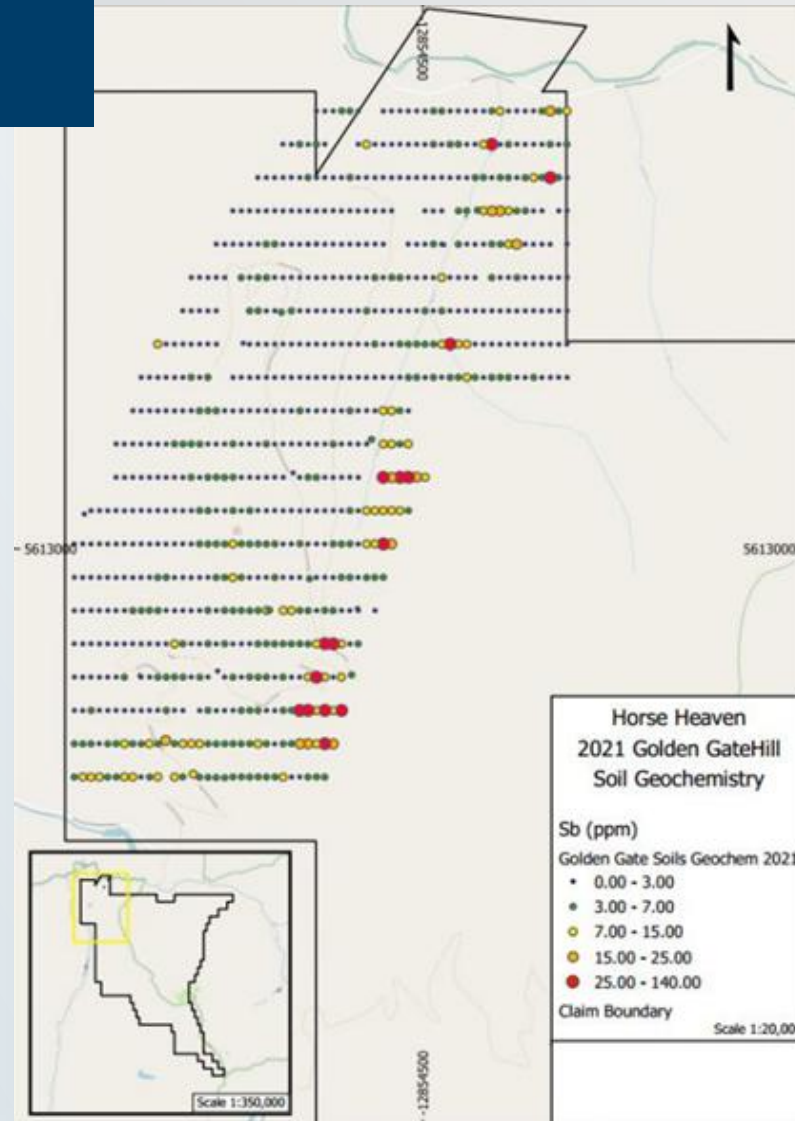 -12854500
5613000
5613000
Horse Heaven
2021 Golden GateHill
Soil Geochemistry
Sb (ppm)
Golden Gate Soils Geochem 2021
0.00 - 3.00
3.00 - 7.00
7.00 - 15.00
15.00 - 25.00
25.00 - 140.00
Claim Boundary
Scale 1:20,00
Scale 1:350,000
-12854500